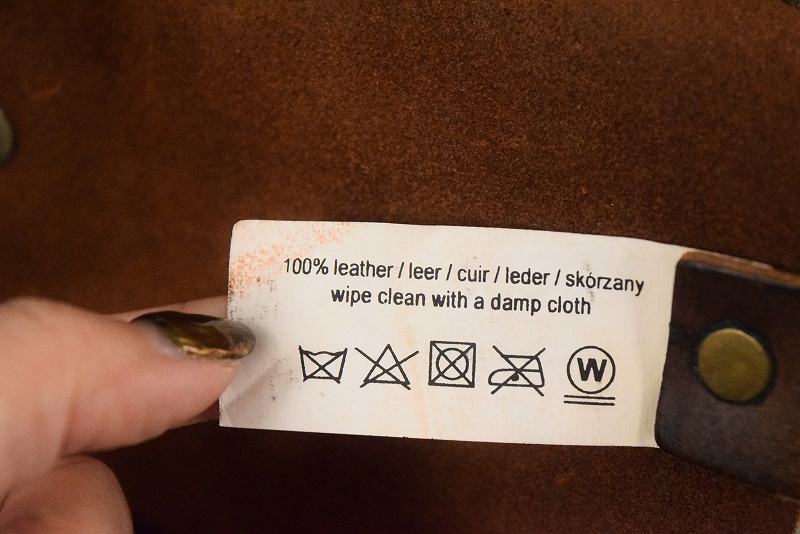 100% leather / leer / cuir / leder / skórzany
wipe clean with a damp cloth
W